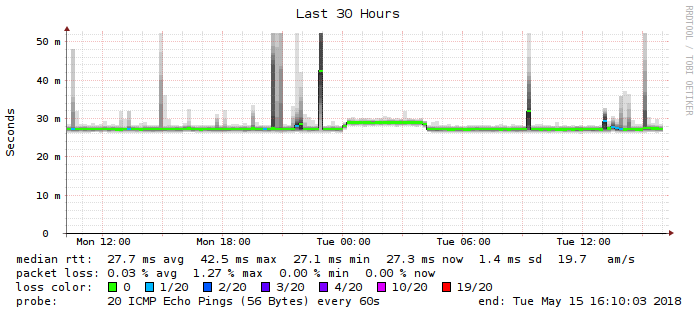 Last 30 Hours
RRDTOOL / TOBI OETIKER
Seconds
50 m
40 m
30 m
20 m
10 m
0
Mon 12:00 Mon 18:00 Tue 00:00 Tue 06:00 Tue 12:00
median rtt: 27.7 ms avg 42.5 ms max 27.1 ms min 27.3 ms now 1.4 ms sd 19.7 am/s
packet loss: 0.03 % avg 1.27 % max 0.00 % min 0.00 % now
loss color: 0 1/20 2/20 3/20 4/20 10/20 19/20
probe: 20 ICMP Echo Pings (56 Bytes) every 60s end: Tue May 15 16:10:03 2018